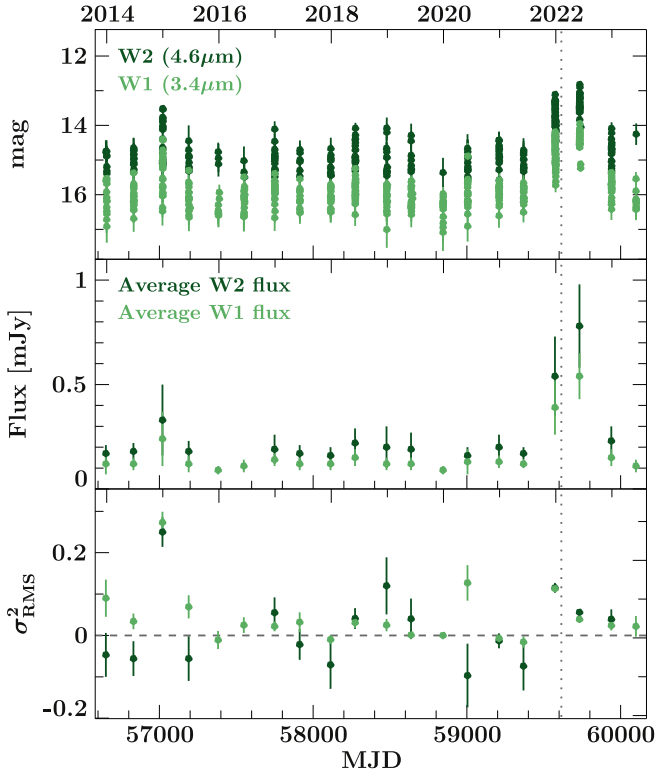 2014 2016 2018 2020 2022
W2 (4.6μm)
W1 (3.4μm)
12
14
16
mag
Average W2 flux
Average W1 flux
1
0.5
0
Flux [mJy]
0.2
0
-0.2
σ²RMS
57000 58000 59000 60000
MJD